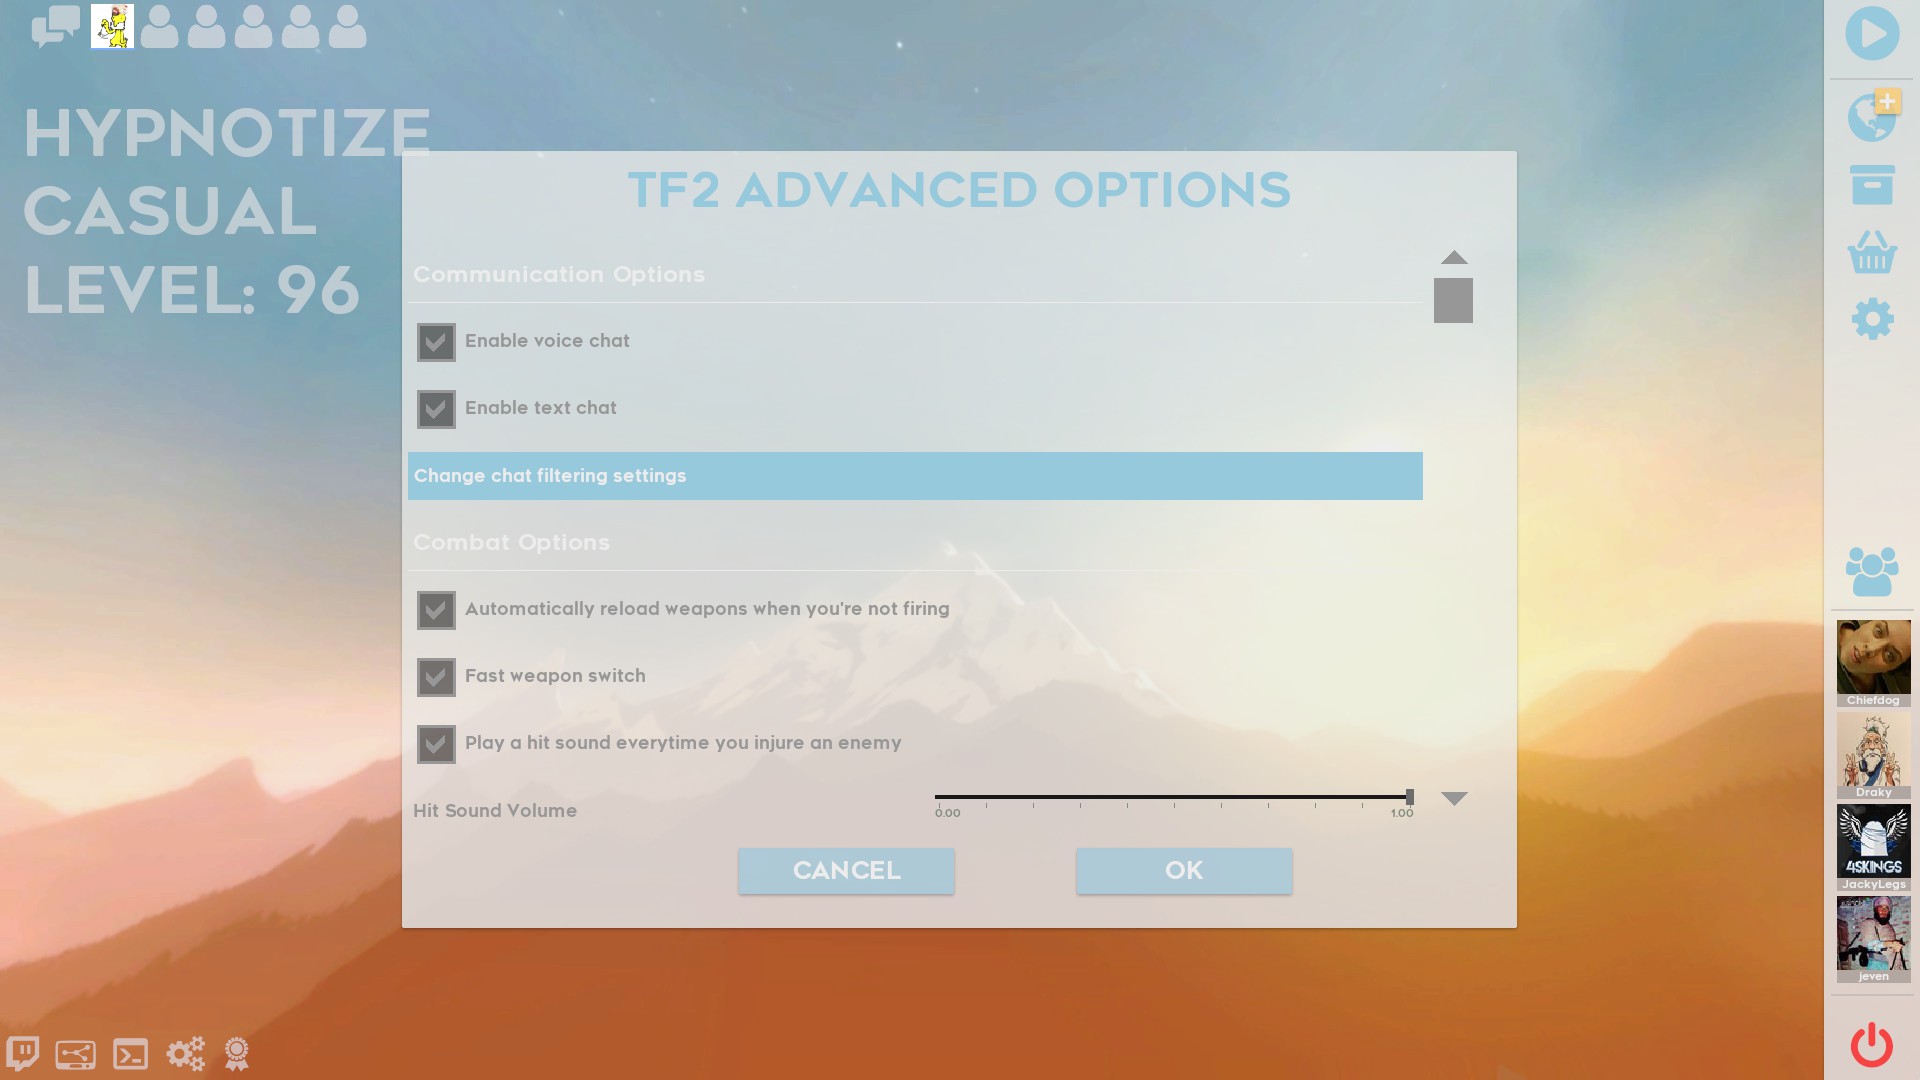 HYPNOTIZE
CASUAL
LEVEL: 96
TF2 ADVANCED OPTIONS
Communication Options
Enable voice chat
Enable text chat
Change chat filtering settings
Combat Options
Automatically reload weapons when you're not firing
Fast weapon switch
Play a hit sound everytime you injure an enemy
Hit Sound Volume
0.00
1.00
CANCEL
OK
Chiefdog
Draky
4SKINGS
JackyLegs
jeven